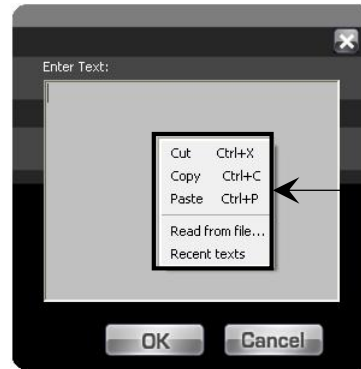 Enter Text:
Cut Ctrl+X
Copy Ctrl+C
Paste Ctrl+P
Read from file...
Recent texts
OK Cancel